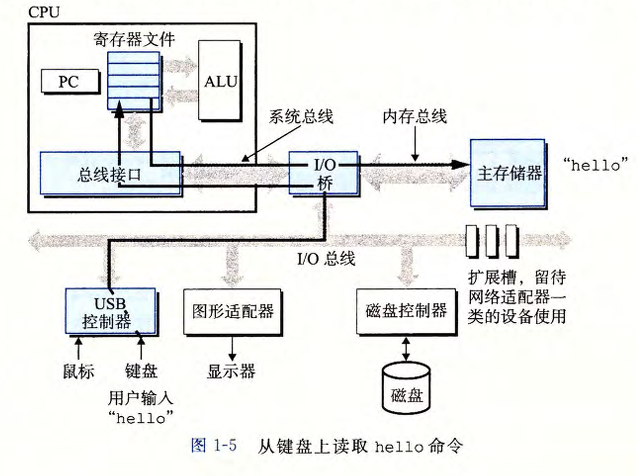 CPU
寄存器文件
PC
ALU
系统总线
内存总线
总线接口
I/O
桥
主存储器
“hello”
I/O 总线
扩展槽，留待
网络适配器一
类的设备使用
USB
控制器
图形适配器
磁盘控制器
鼠标
键盘
显示器
磁盘
用户输入
“hello”
图 1-5 从键盘上读取 hello 命令